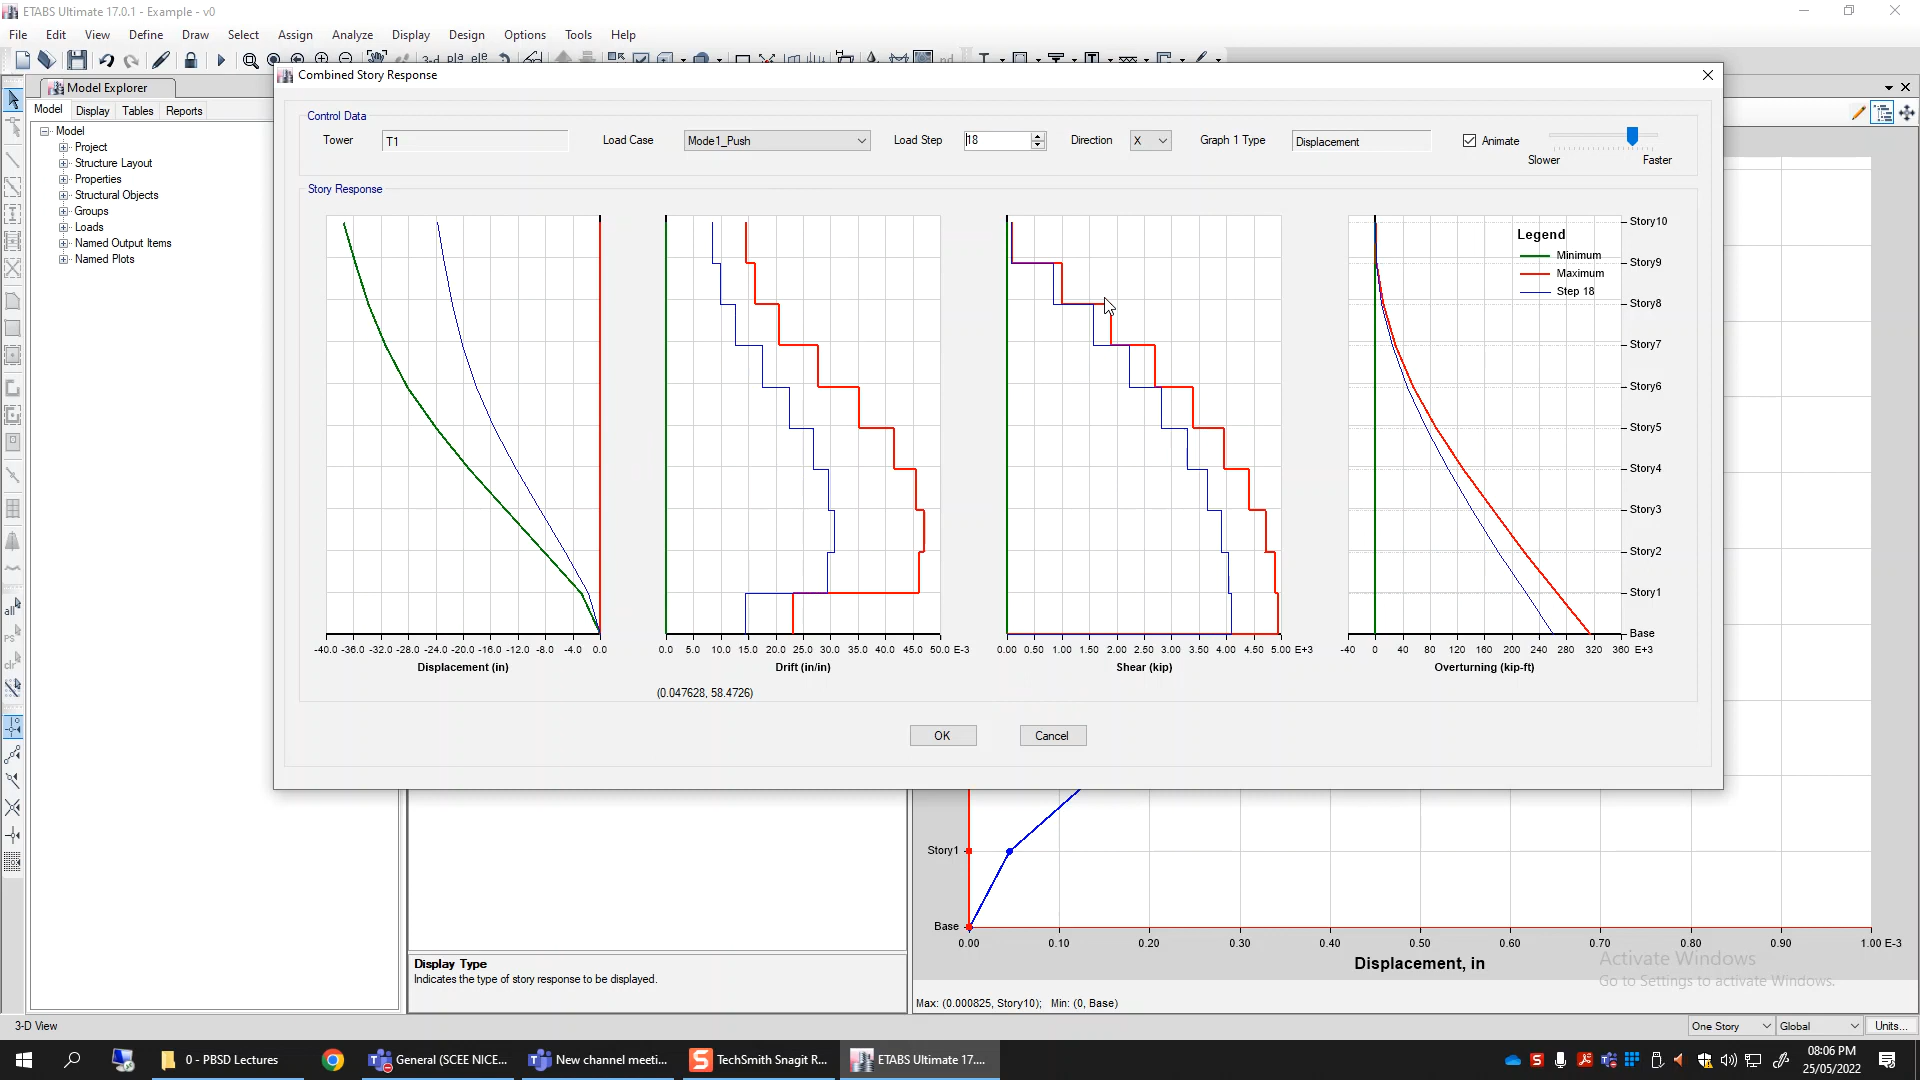 ETABS Ultimate 17.0.1 - Example - v0
File Edit View Define Draw Select Assign Analyze Display Design Options Tools Help
Combined Story Response
Model Explorer
Model Display Tables Reports
Model
Project
Structure Layout
Properties
Structural Objects
Groups
Loads
Named Output Items
Named Plots
Control Data
Tower T1 Load Case Mode1_Push Load Step 18 Direction X Graph 1 Type Displacement Animate
Slower Faster
Story Response
Legend
Minimum
Maximum
Step 18
Story10
Story9
Story8
Story7
Story6
Story5
Story4
Story3
Story2
Story1
Base
-40.0 -36.0 -32.0 -28.0 -24.0 -20.0 -16.0 -12.0 -8.0 -4.0 0.0
Displacement (in)
0.0 5.0 10.0 15.0 20.0 25.0 30.0 35.0 40.0 45.0 50.0 E-3
Drift (in/in)
0.00 0.50 1.00 1.50 2.00 2.50 3.00 3.50 4.00 4.50 5.00 E+3
Shear (kip)
-40 0 40 80 120 160 200 240 280 320 360 E+3
Overturning (kip-ft)
(0.047628, 58.4726)
OK Cancel
Story1
Base
0.00 0.10 0.20 0.30 0.40 0.50 0.60 0.70 0.80 0.90 1.00 E-3
Displacement, in
Display Type
Indicates the type of story response to be displayed.
Max: (0.000825, Story10); Min: (0, Base)
Activate Windows
Go to Settings to activate Windows.
3-D View
One Story Global Units...
0 - PBSD Lectures
General (SCEE NICE...
New channel meeti...
TechSmith Snagit R...
ETABS Ultimate 17....
08:06 PM
25/05/2022
all
PS
clr